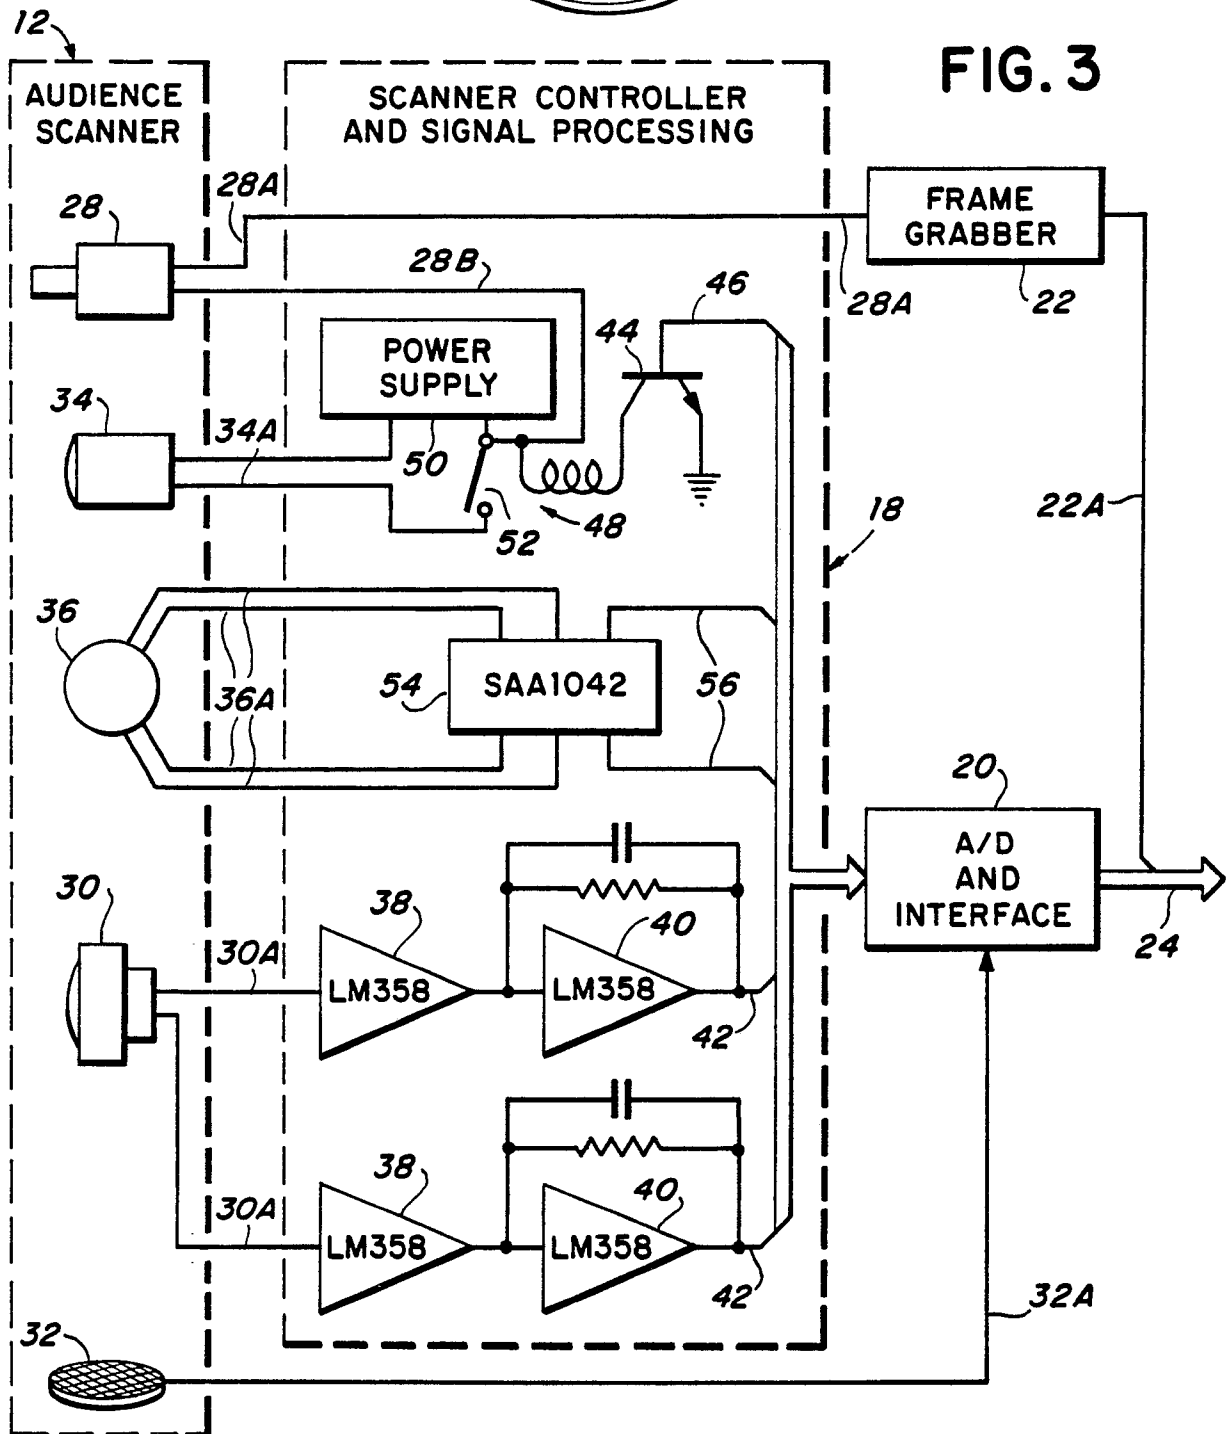 12
FIG. 3
AUDIENCE
SCANNER
SCANNER CONTROLLER
AND SIGNAL PROCESSING
28
28A
FRAME
GRABBER
28B
46
28A
22
44
POWER
SUPPLY
34
34A
50
52
48
18
22A
36
54
SAA1042
56
36A
20
A/D
AND
INTERFACE
30
38
40
30A
LM358
LM358
24
42
38
40
30A
LM358
LM358
42
32A
32